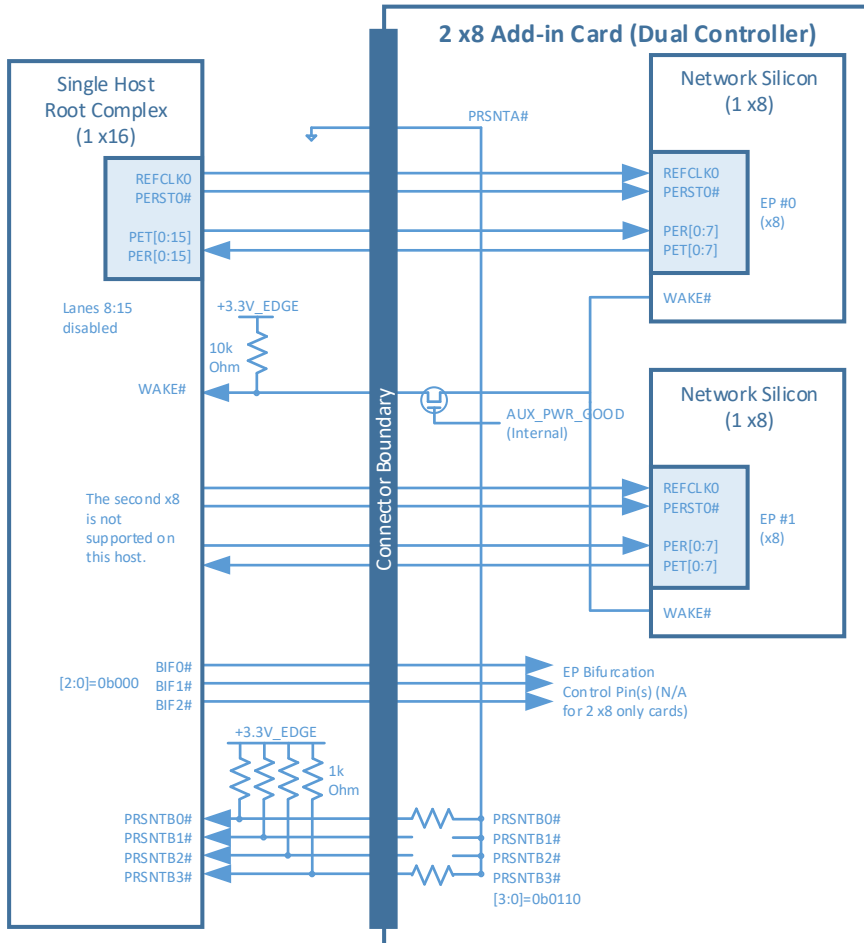 2 x8 Add-in Card (Dual Controller)
Single Host
Root Complex
(1 x16)
REFCLK0
PERST0#
PET[0:15]
PER[0:15]
Lanes 8:15
disabled
+3.3V_EDGE
10k
Ohm
WAKE#
The second x8
is not
supported on
this host.
[2:0]=0b000
BIF0#
BIF1#
BIF2#
+3.3V_EDGE
1k
Ohm
PRSNTB0#
PRSNTB1#
PRSNTB2#
PRSNTB3#
Connector Boundary
PRSNTA#
AUX_PWR_GOOD
(Internal)
Network Silicon
(1 x8)
REFCLK0
PERST0#
PER[0:7]
PET[0:7]
EP #0
(x8)
WAKE#
Network Silicon
(1 x8)
REFCLK0
PERST0#
PER[0:7]
PET[0:7]
EP #1
(x8)
WAKE#
EP Bifurcation
Control Pin(s) (N/A
for 2 x8 only cards)
PRSNTB0#
PRSNTB1#
PRSNTB2#
PRSNTB3#
[3:0]=0b0110